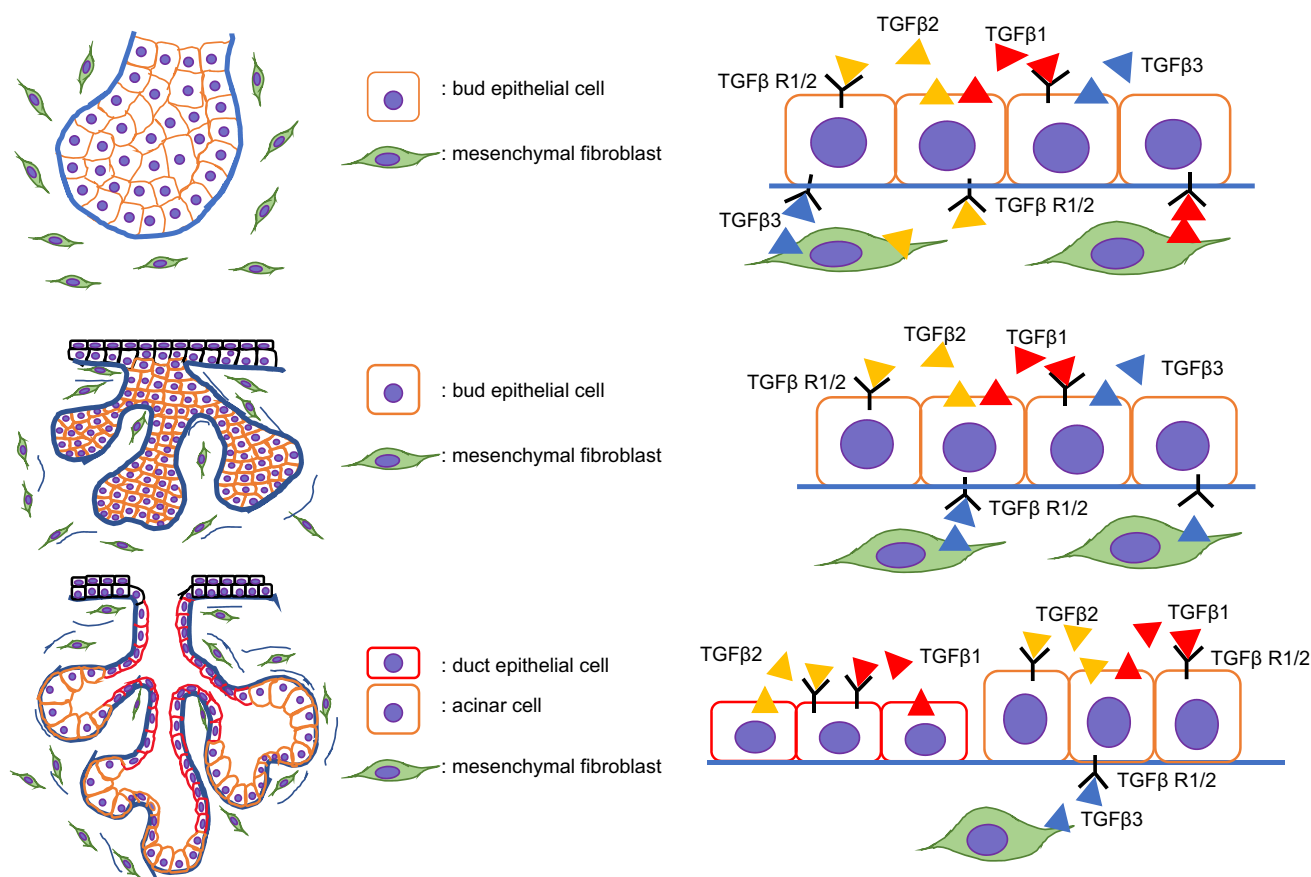 : bud epithelial cell
: mesenchymal fibroblast
TGFβ2
TGFβ1
TGFβ3
TGFβ R1/2
TGFβ3
TGFβ R1/2
: bud epithelial cell
: mesenchymal fibroblast
TGFβ2
TGFβ1
TGFβ3
TGFβ R1/2
TGFβ R1/2
: duct epithelial cell
: acinar cell
: mesenchymal fibroblast
TGFβ2
TGFβ1
TGFβ2
TGFβ1
TGFβ R1/2
TGFβ R1/2
TGFβ3